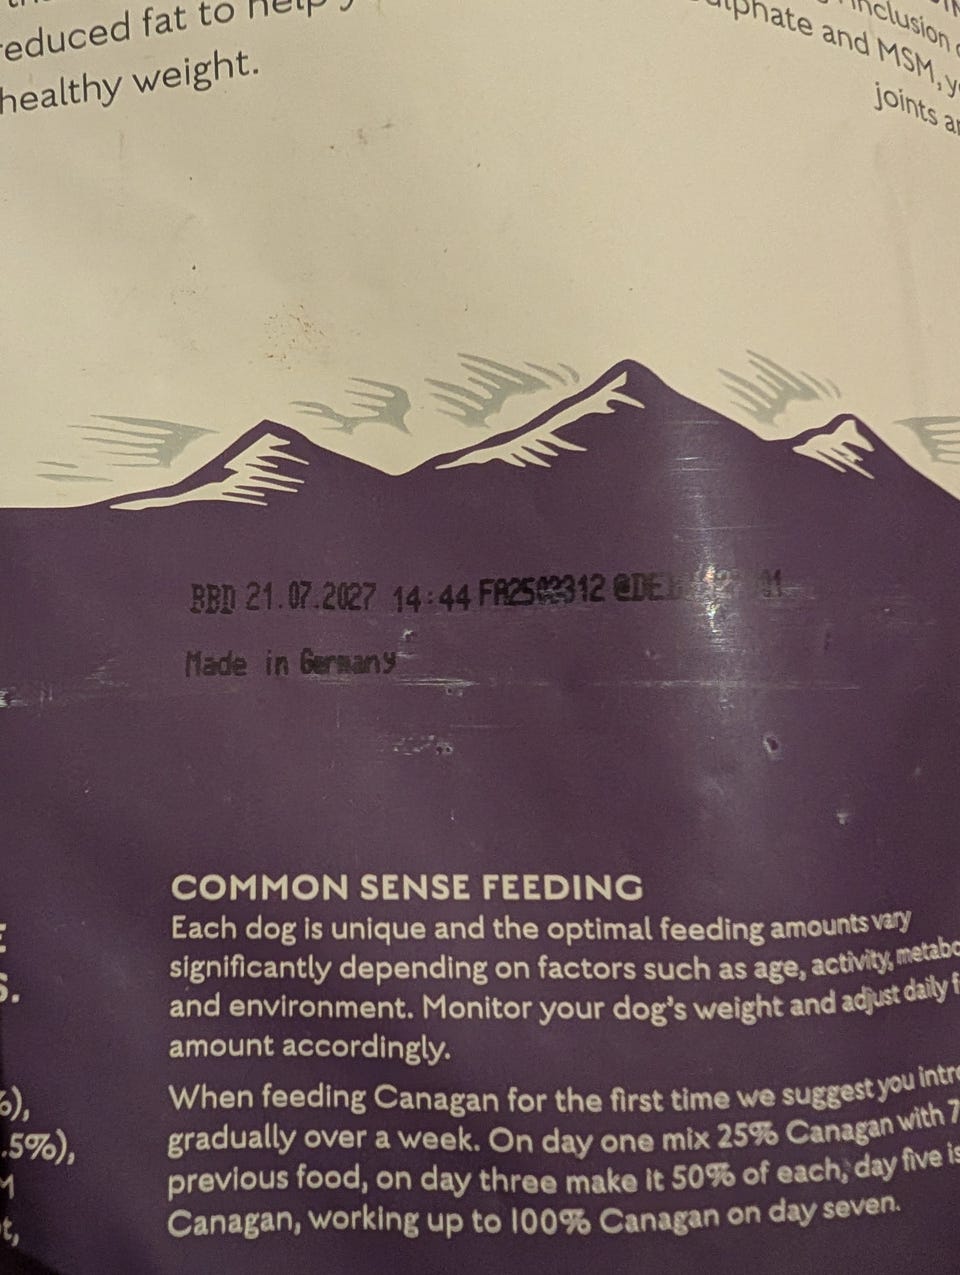 reduced fat to help
healthy weight.
inclusion
and MSM,
joints
BBD 21.07.2027 14:44 FA2502312
Made in Germany
COMMON SENSE FEEDING
Each dog is unique and the optimal feeding amounts vary
significantly depending on factors such as age, activity,
and environment. Monitor your dog's weight and adjust daily
amount accordingly.
5%),
When feeding Canagan for the first time we suggest you
gradually over a week. On day one mix 25% Canagan with
previous food, on day three make it 50% of each, day five is
Canagan, working up to 100% Canagan on day seven.